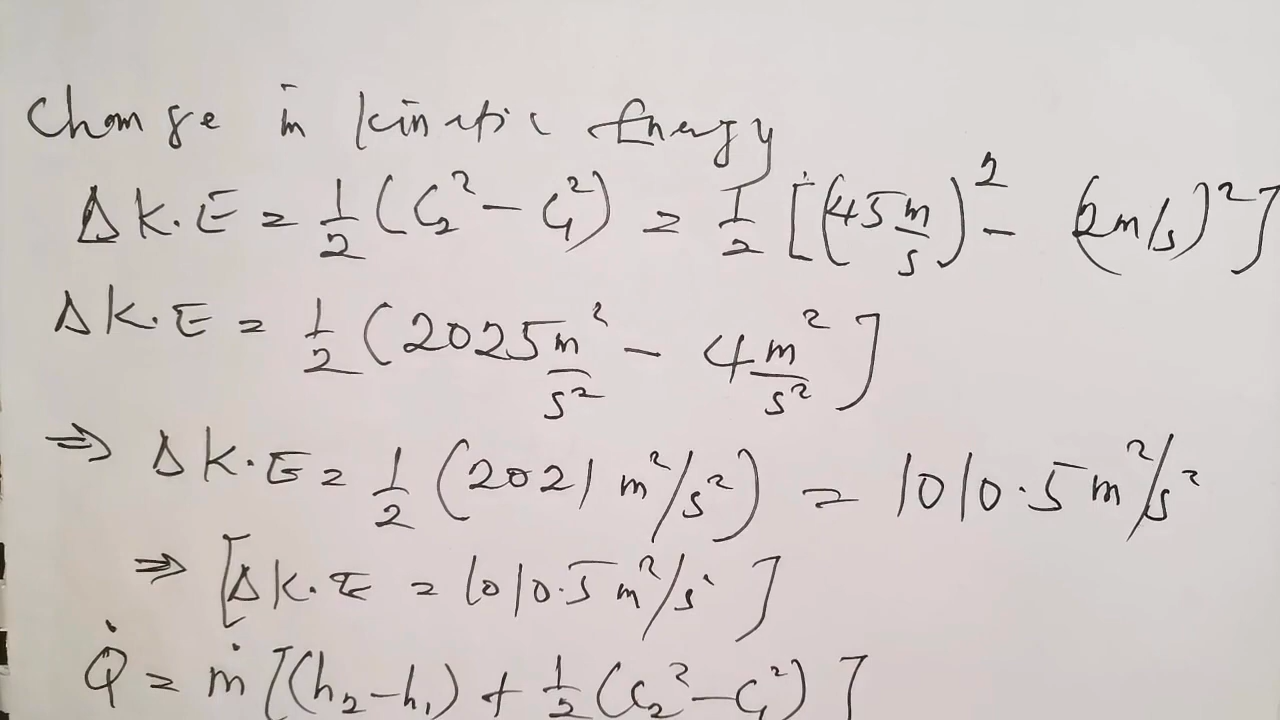 Change in kinetic Energy
ΔK.E = 1/2 (C₂² - C₁²) = 1/2 [(45 m/s)² - (2m/s)²]
ΔK.E = 1/2 (2025 m²/s² - 4 m²/s²]
⇒ ΔK.E = 1/2 (2021 m²/s²) = 1010.5 m²/s²
⇒ [ΔK.E = 1010.5 m²/s²]
Q̇ = ṁ [(h₂-h₁) + 1/2 (C₂² - C₁²)]